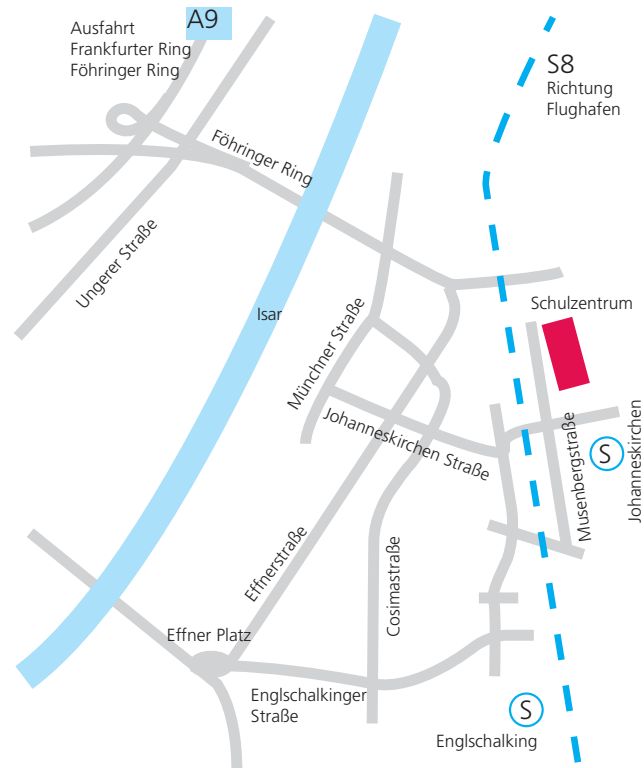 A9
Ausfahrt
Frankfurter Ring
Föhringer Ring
S8
Richtung
Flughafen
Föhringer Ring
Ungerer Straße
Isar
Schulzentrum
Münchner Straße
Johanneskirchen Straße
Musenbergstraße
S
Johanneskirchen
Effnerstraße
Cosimastraße
Effner Platz
Englschalkinger
Straße
S
Englschalking